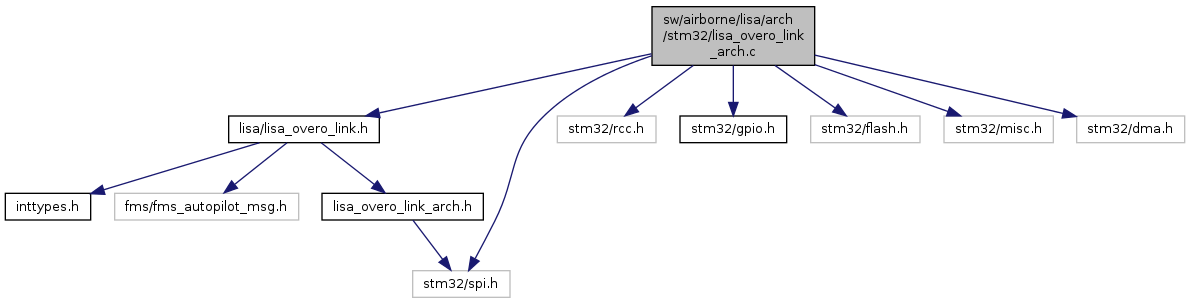 sw/airborne/lisa/arch
/stm32/lisa_overo_link
_arch.c
lisa/lisa_overo_link.h
stm32/rcc.h
stm32/gpio.h
stm32/flash.h
stm32/misc.h
stm32/dma.h
inttypes.h
fms/fms_autopilot_msg.h
lisa_overo_link_arch.h
stm32/spi.h